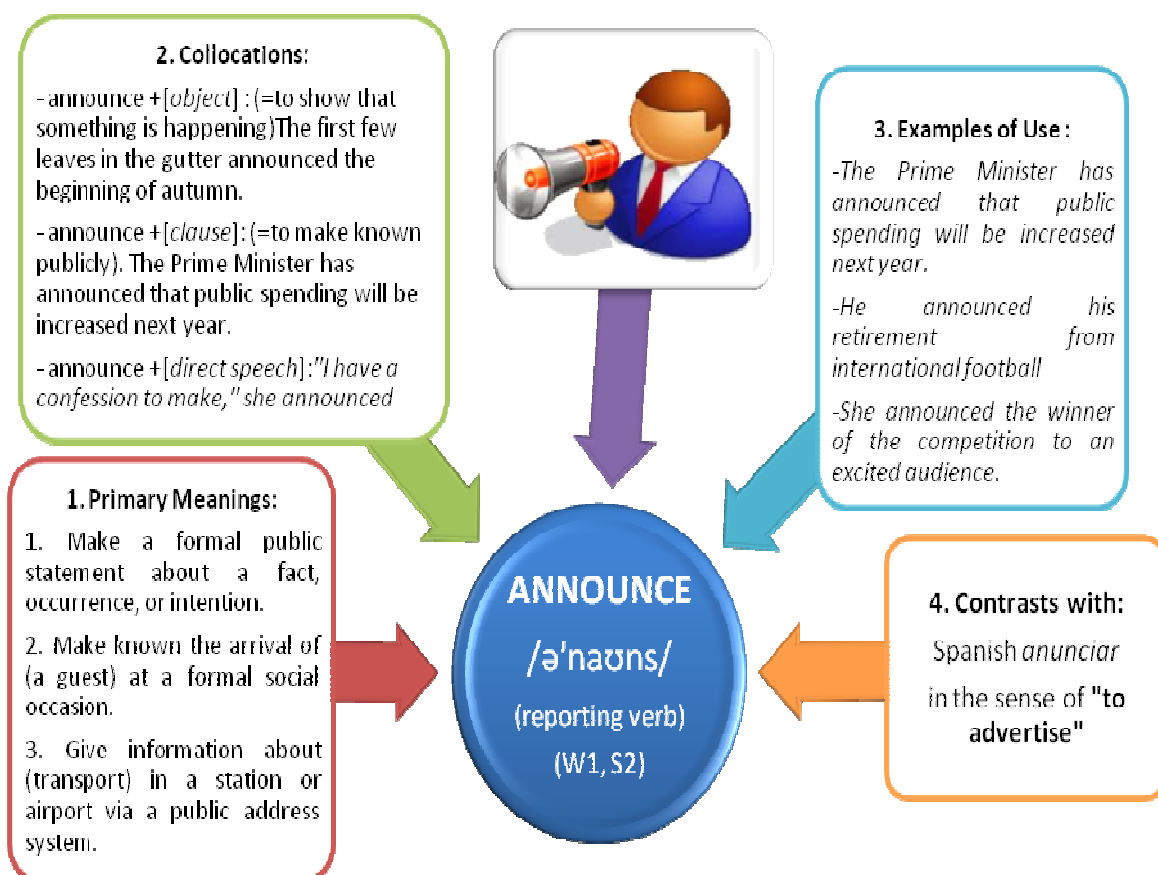 2. Collocations:
-announce +[object] : (=to show that
something is happening)The first few
leaves in the gutter announced the
beginning of autumn.
-announce +[clause]: (=to make known
publicly). The Prime Minister has
announced that public spending will be
increased next year.
-announce +[direct speech]:"I have a
confession to make," she announced
1. Primary Meanings:
1. Make a formal public
statement about a fact,
occurrence, or intention.
2. Make known the arrival of
(a guest) at a formal social
occasion.
3. Give information about
(transport) in a station or
airport via a public address
system.
3. Examples of Use :
-The Prime Minister has
announced that public
spending will be increased
next year.
-He announced his
retirement from
international football
-She announced the winner
of the competition to an
excited audience.
ANNOUNCE
/ə'naʊns/
(reporting verb)
(W1, S2)
4. Contrasts with:
Spanish anunciar
in the sense of "to
advertise"